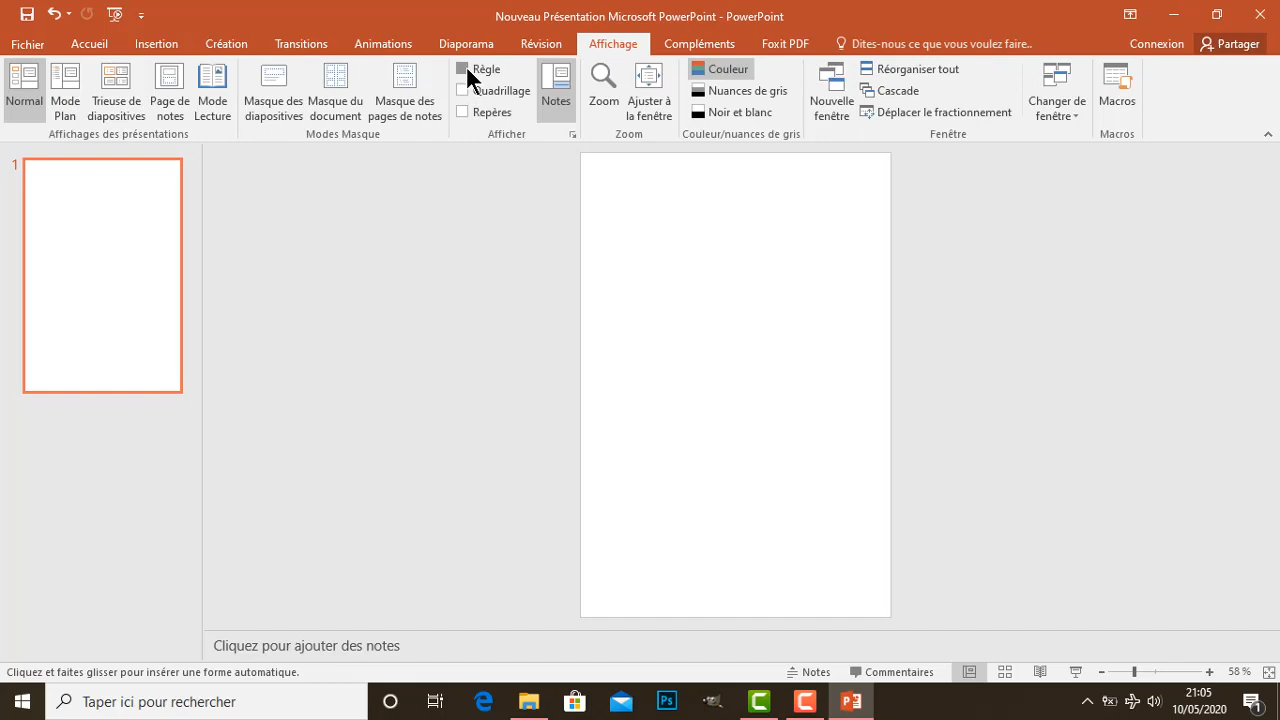 Nouveau Présentation Microsoft PowerPoint - PowerPoint
Fichier Accueil Insertion Création Transitions Animations Diaporama Révision Affichage Compléments Foxit PDF Dites-nous ce que vous voulez faire.. Connexion Partager
Normal Mode Plan Trieuse de diapositives Page de notes Mode Lecture
Affichages des présentations
Masque des diapositives Masque du document Masque des pages de notes
Modes Masque
Règle
Quadrillage
Repères
Notes
Afficher
Zoom Ajuster à la fenêtre
Zoom
Couleur
Nuances de gris
Noir et blanc
Couleur/nuances de gris
Nouvelle fenêtre
Réorganiser tout
Cascade
Déplacer le fractionnement
Changer de fenêtre
Fenêtre
Macros
Macros
1
Cliquez pour ajouter des notes
Cliquez et faites glisser pour insérer une forme automatique. Notes Commentaires 58 %
Taper ici pour rechercher
Ps
21:05
10/05/2020
1